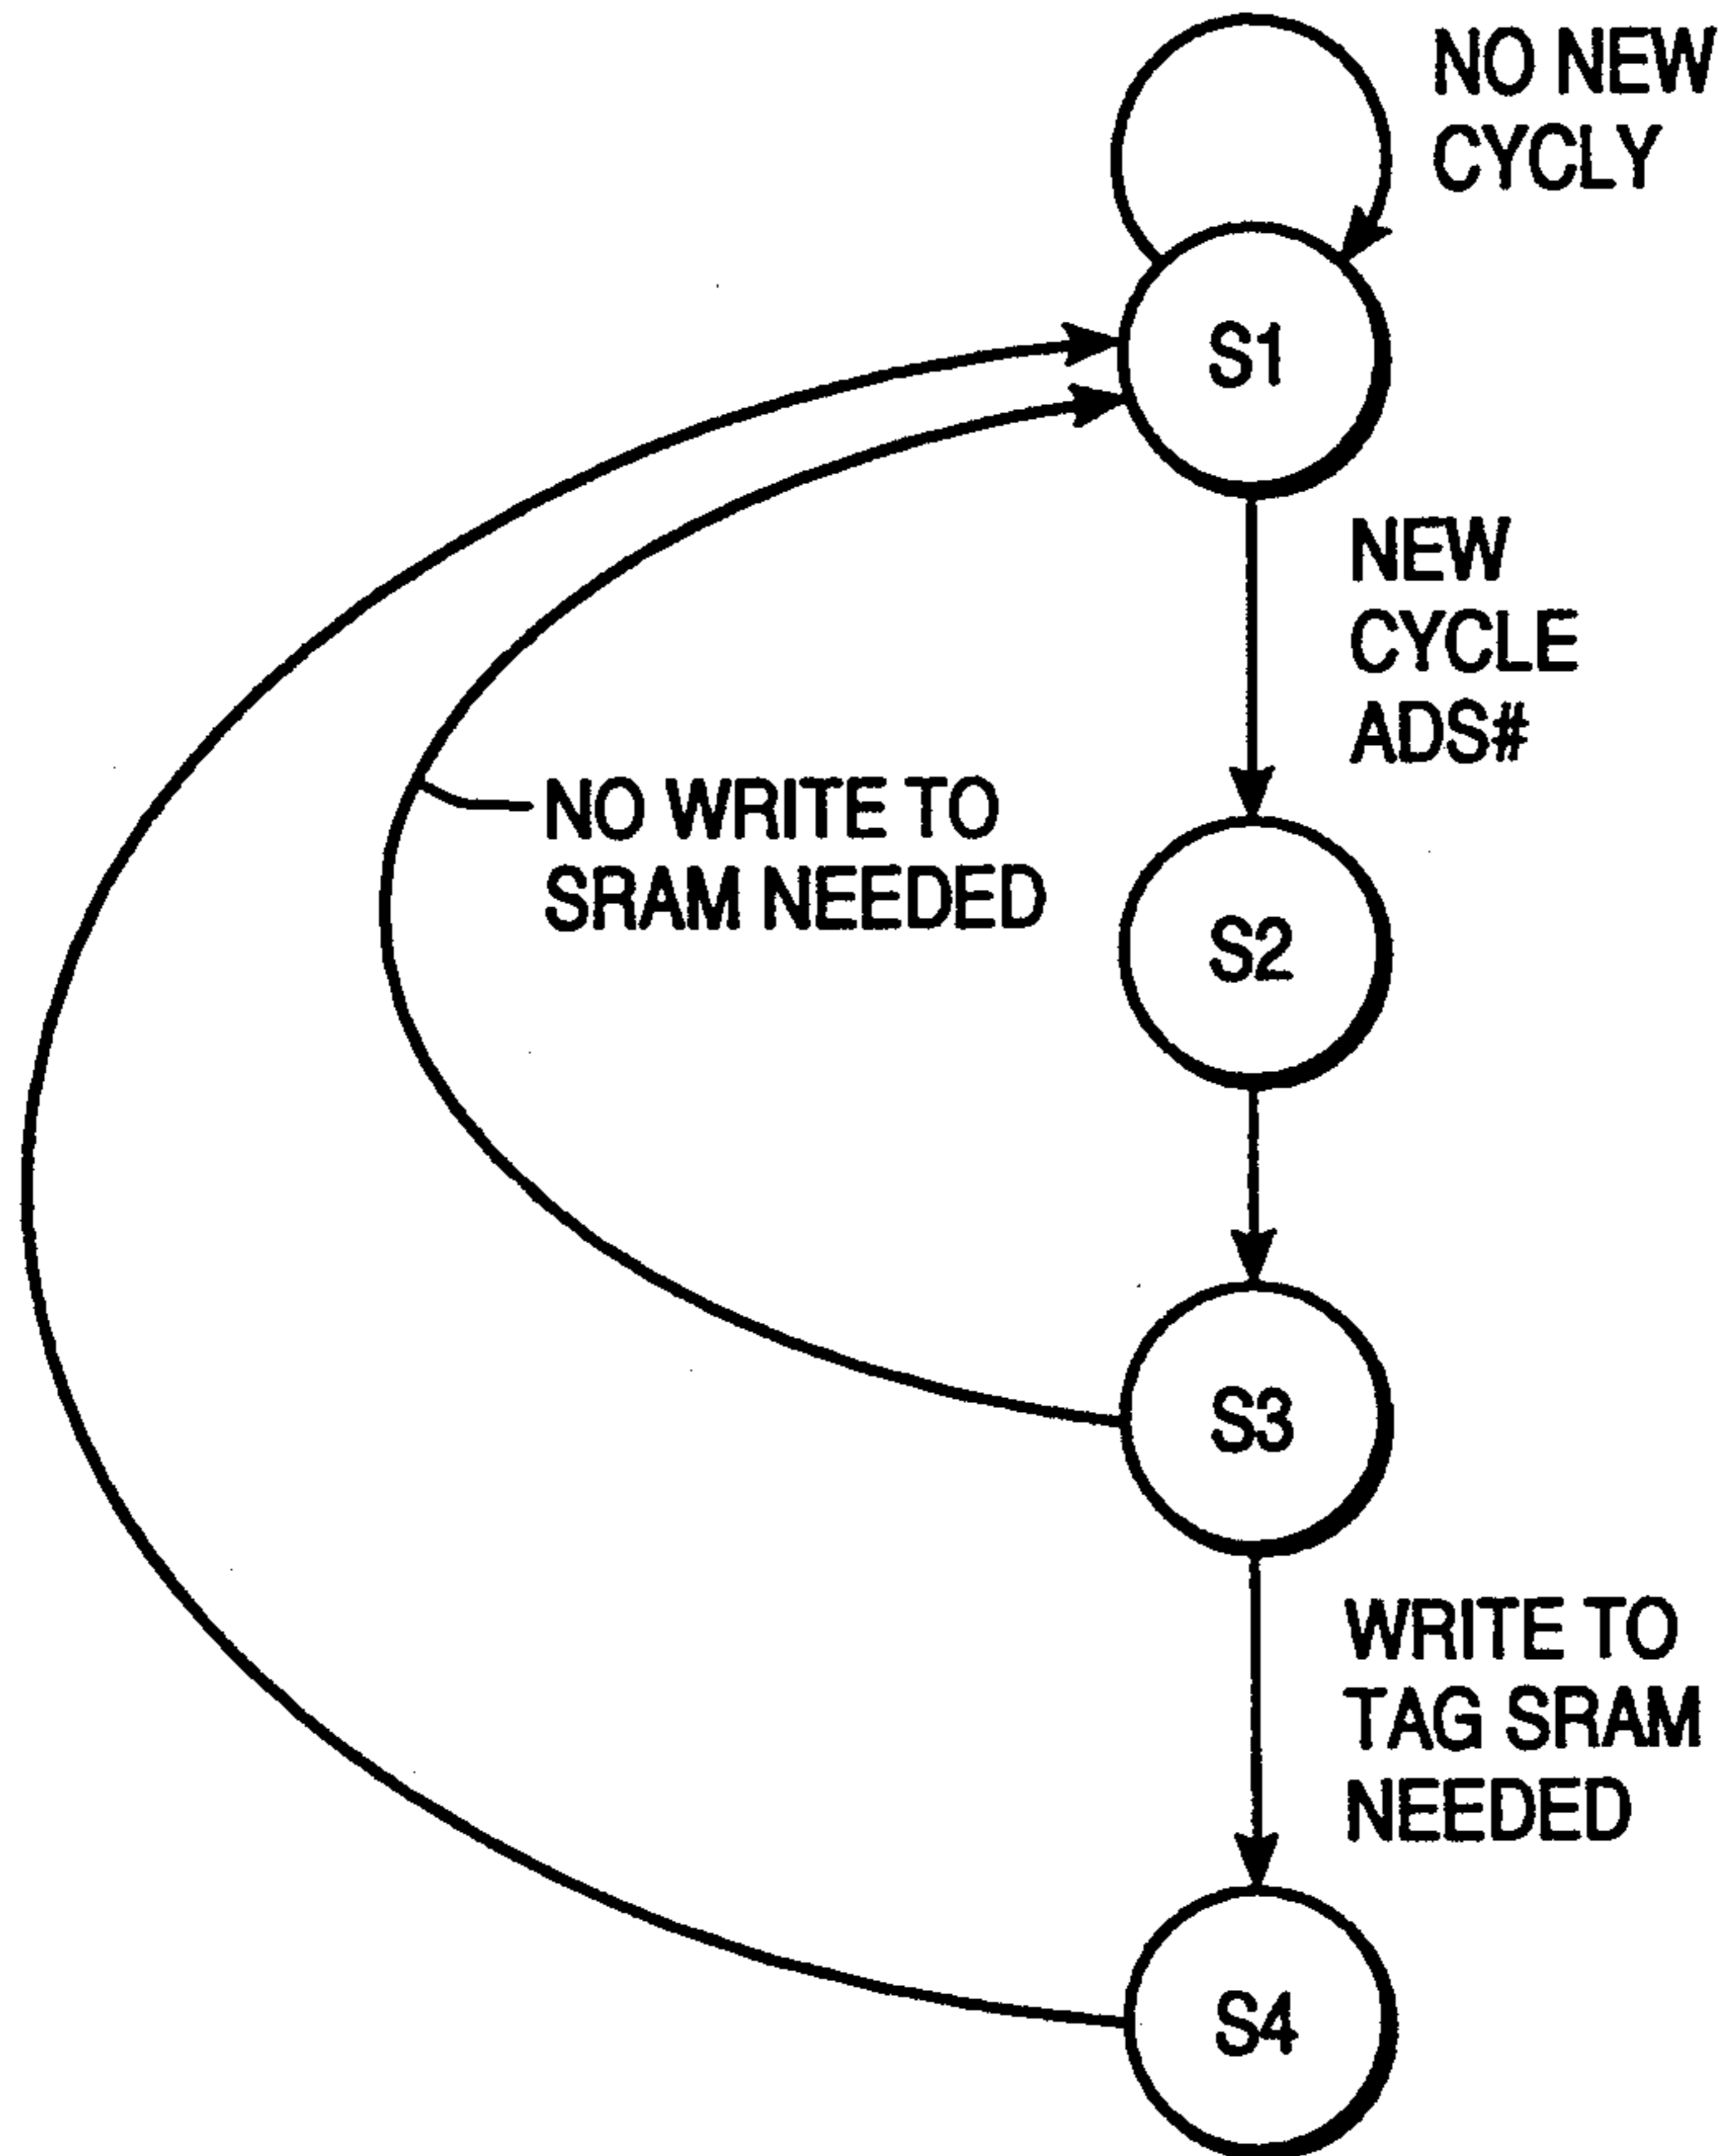 NO NEW
CYCLY
S1
NEW
CYCLE
ADS#
NO WRITE TO
SRAM NEEDED
S2
S3
WRITE TO
TAG SRAM
NEEDED
S4